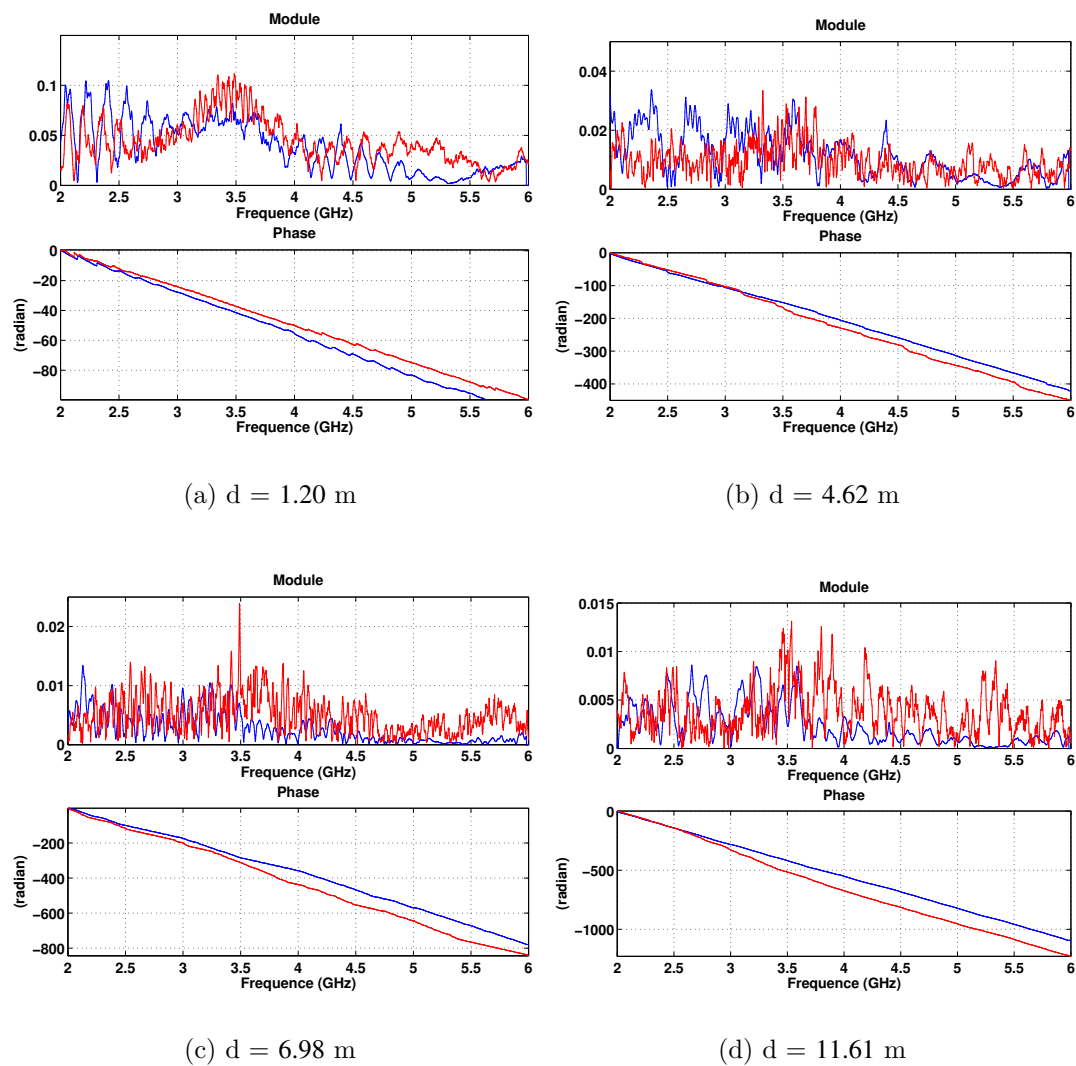 Module
0.1
0.05
0
2 2.5 3 3.5 4 4.5 5 5.5 6
Frequence (GHz)
Phase
0
−20
−40
−60
−80
(radian)
2 2.5 3 3.5 4 4.5 5 5.5 6
Frequence (GHz)
(a) d = 1.20 m
Module
0.04
0.02
0
2 2.5 3 3.5 4 4.5 5 5.5 6
Frequence (GHz)
Phase
0
−100
−200
−300
−400
(radian)
2 2.5 3 3.5 4 4.5 5 5.5 6
Frequence (GHz)
(b) d = 4.62 m
Module
0.02
0.01
0
2 2.5 3 3.5 4 4.5 5 5.5 6
Frequence (GHz)
Phase
−200
−400
−600
−800
(radian)
2 2.5 3 3.5 4 4.5 5 5.5 6
Frequence (GHz)
(c) d = 6.98 m
Module
0.015
0.01
0.005
0
2 2.5 3 3.5 4 4.5 5 5.5 6
Frequence (GHz)
Phase
0
−500
−1000
(radian)
2 2.5 3 3.5 4 4.5 5 5.5 6
Frequence (GHz)
(d) d = 11.61 m